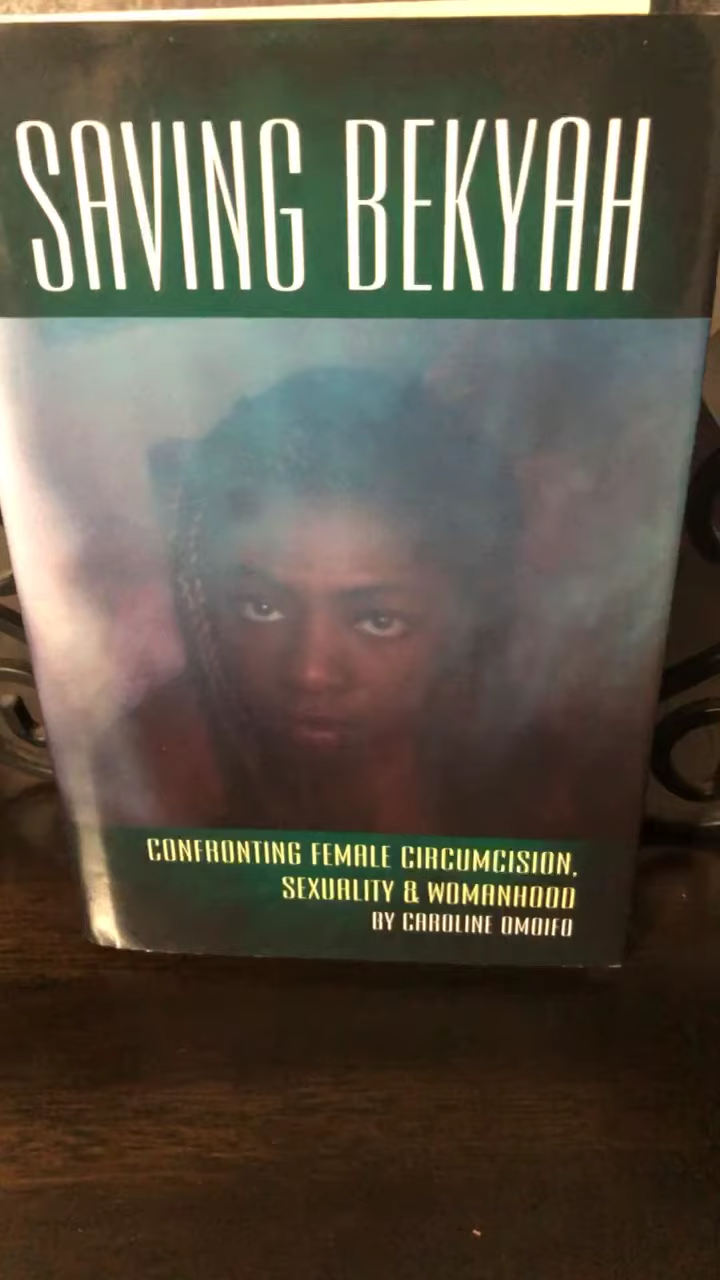 SAVING BEKYAH
CONFRONTING FEMALE CIRCUMCISION,
SEXUALITY & WOMANHOOD
BY CAROLINE OMOIFO